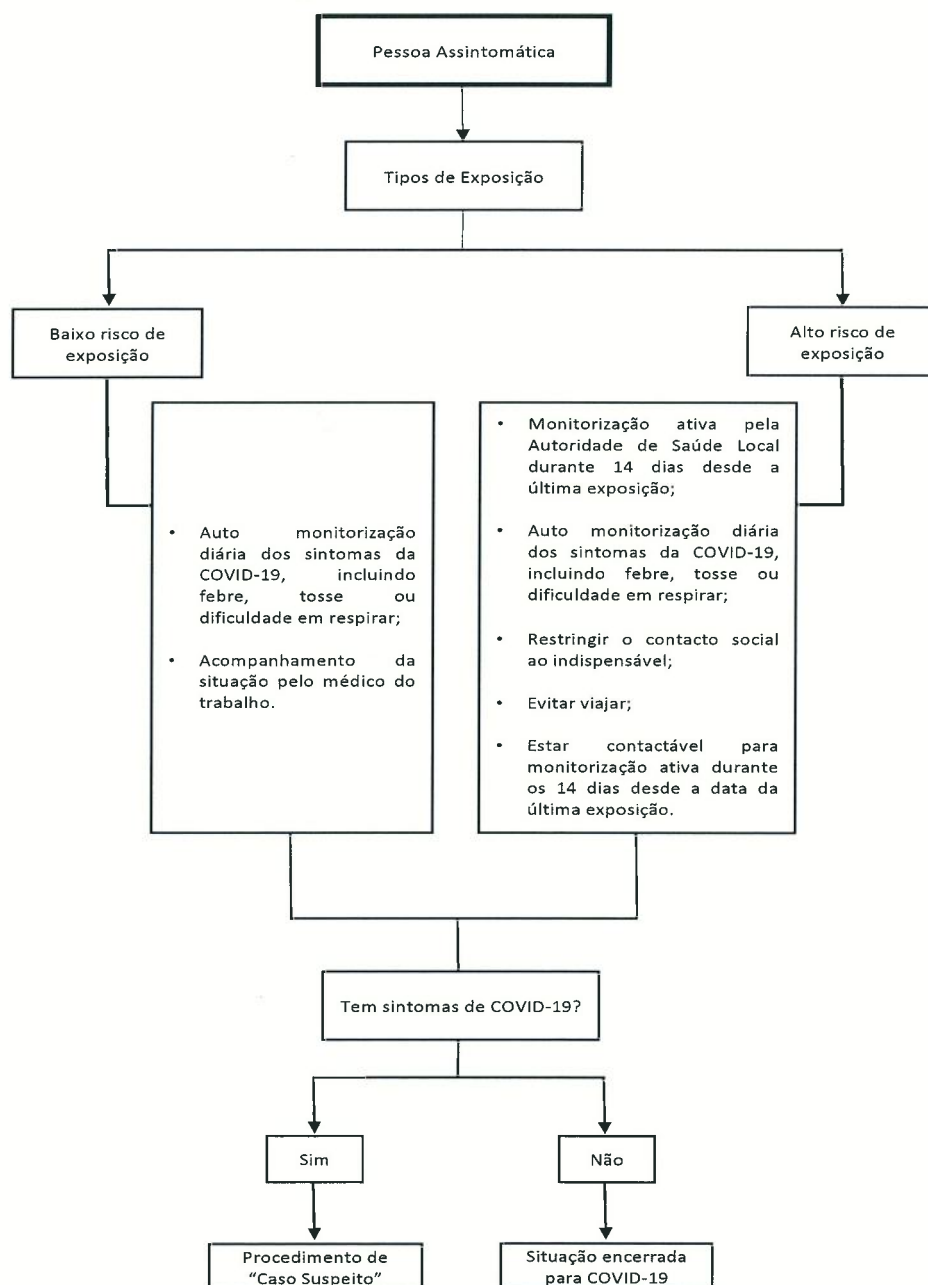 Pessoa Assintomática
Tipos de Exposição
Baixo risco de
exposição
Alto risco de
exposição
• Auto monitorização
diária dos sintomas da
COVID-19, incluindo
febre, tosse ou
dificuldade em respirar;
• Acompanhamento da
situação pelo médico do
trabalho.
• Monitorização ativa pela
Autoridade de Saúde Local
durante 14 dias desde a
última exposição;
• Auto monitorização diária
dos sintomas da COVID-19,
incluindo febre, tosse ou
dificuldade em respirar;
• Restringir o contacto social
ao indispensável;
• Evitar viajar;
• Estar contactável para
monitorização ativa durante
os 14 dias desde a data da
última exposição.
Tem sintomas de COVID-19?
Sim
Não
Procedimento de
“Caso Suspeito”
Situação encerrada
para COVID-19